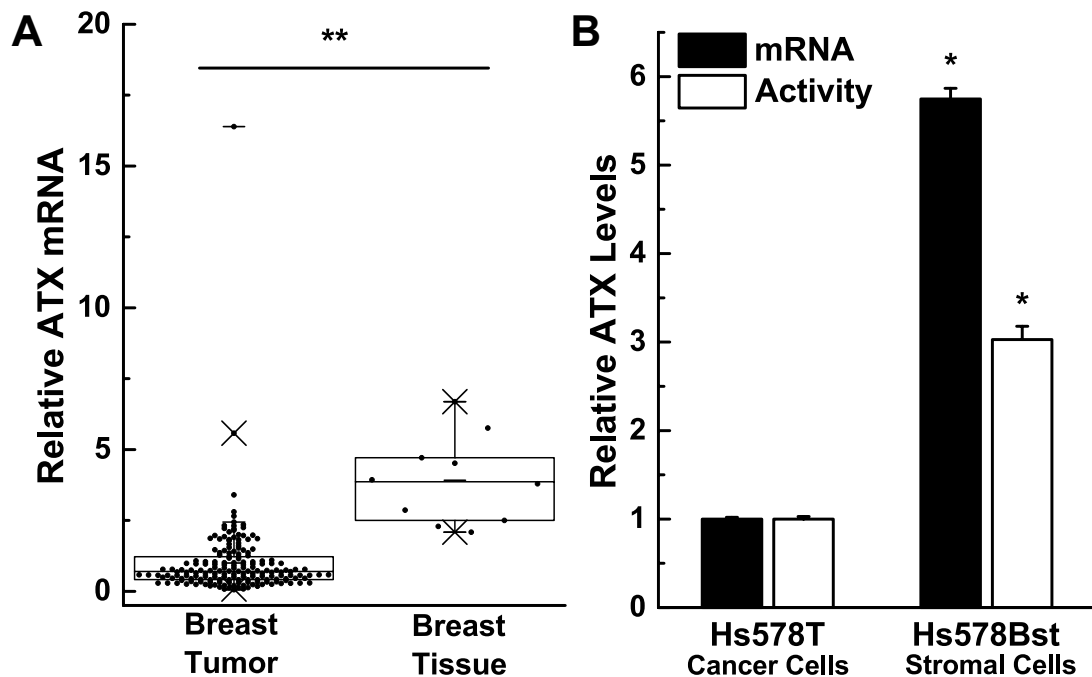 A
Relative ATX mRNA
20
15
10
5
0
**
Breast
Tumor
Breast
Tissue
B
Relative ATX Levels
6
5
4
3
2
1
0
mRNA
Activity
*
*
Hs578T
Cancer Cells
Hs578Bst
Stromal Cells